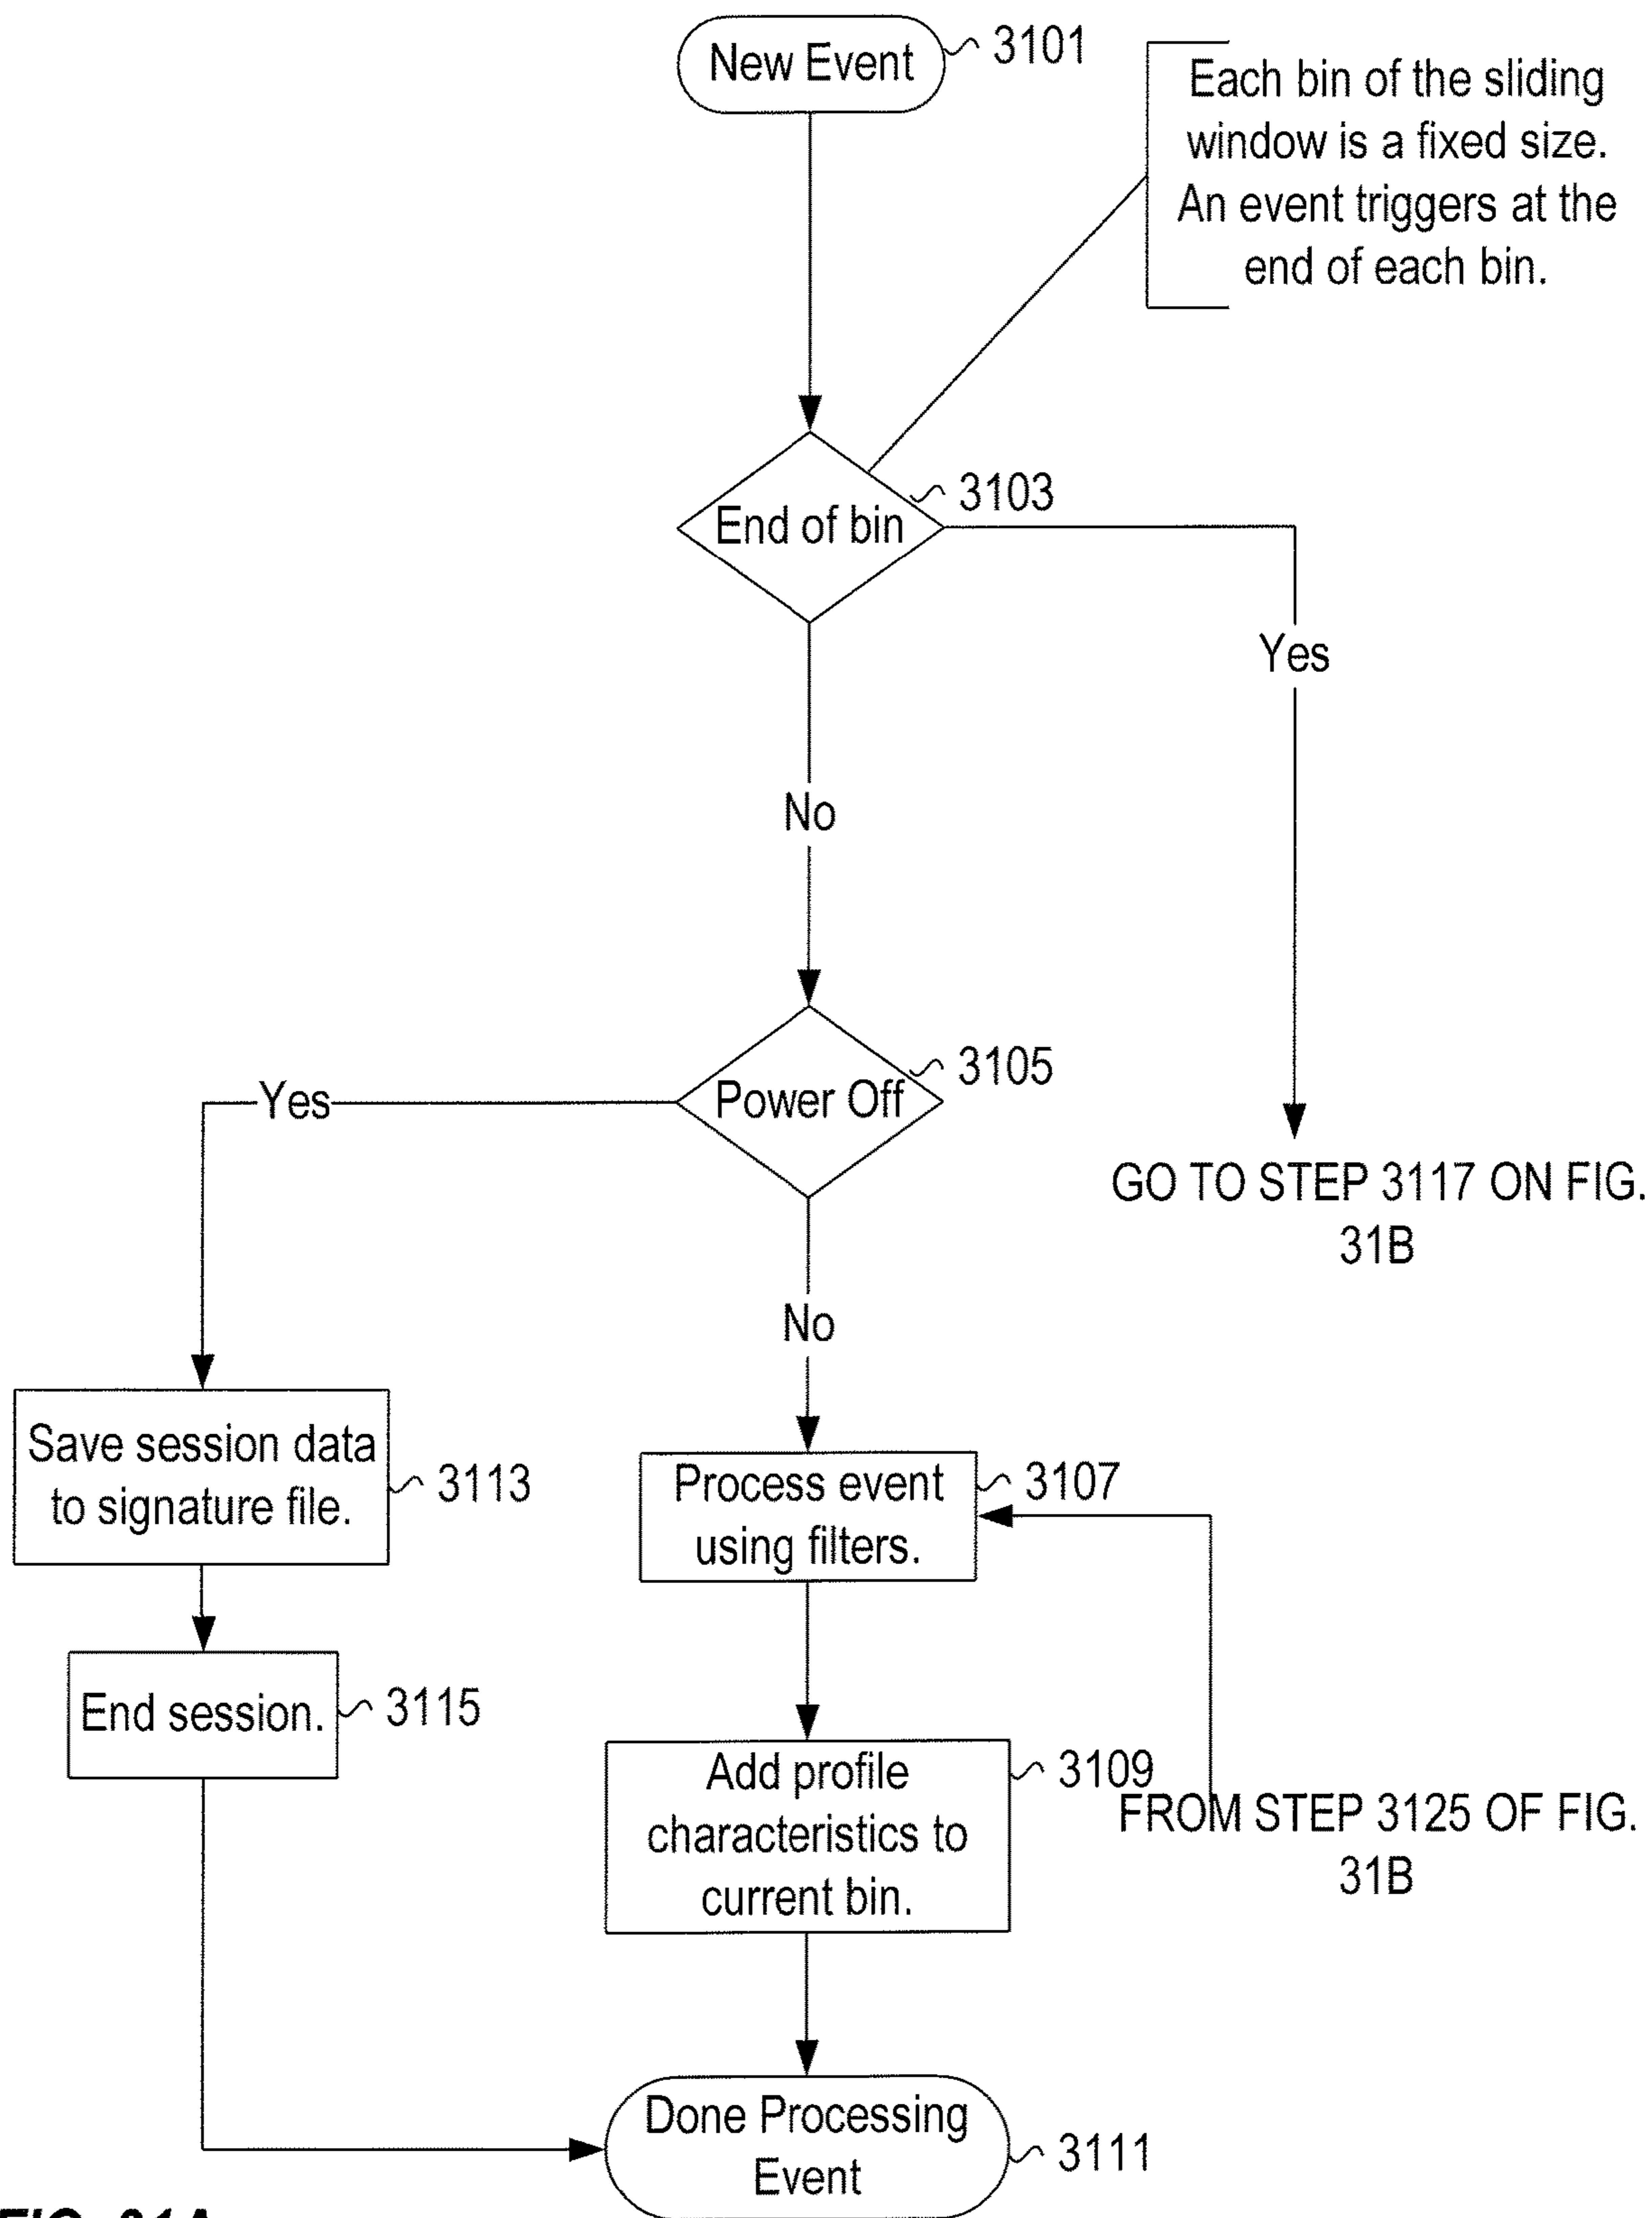 New Event
3101
Each bin of the sliding
window is a fixed size.
An event triggers at the
end of each bin.
3103
End of bin
Yes
No
3105
Power Off
Yes
GO TO STEP 3117 ON FIG.
31B
No
Save session data
to signature file.
3113
Process event
using filters.
3107
End session.
3115
Add profile
characteristics to
current bin.
3109
FROM STEP 3125 OF FIG.
31B
Done Processing
Event
3111
FIG. 31A